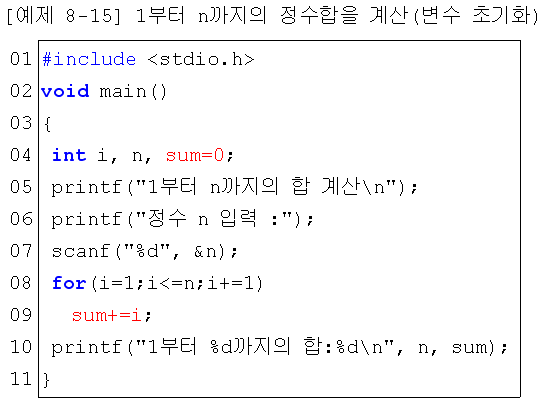 [예제 8-15] 1부터 n까지의 정수합을 계산(변수 초기화)
01 #include <stdio.h>
02 void main()
03 {
04 int i, n, sum=0;
05 printf("1부터 n까지의 합 계산\n");
06 printf("정수 n 입력 :");
07 scanf("%d", &n);
08 for(i=1;i<=n;i+=1)
09 sum+=i;
10 printf("1부터 %d까지의 합:%d\n", n, sum);
11 }